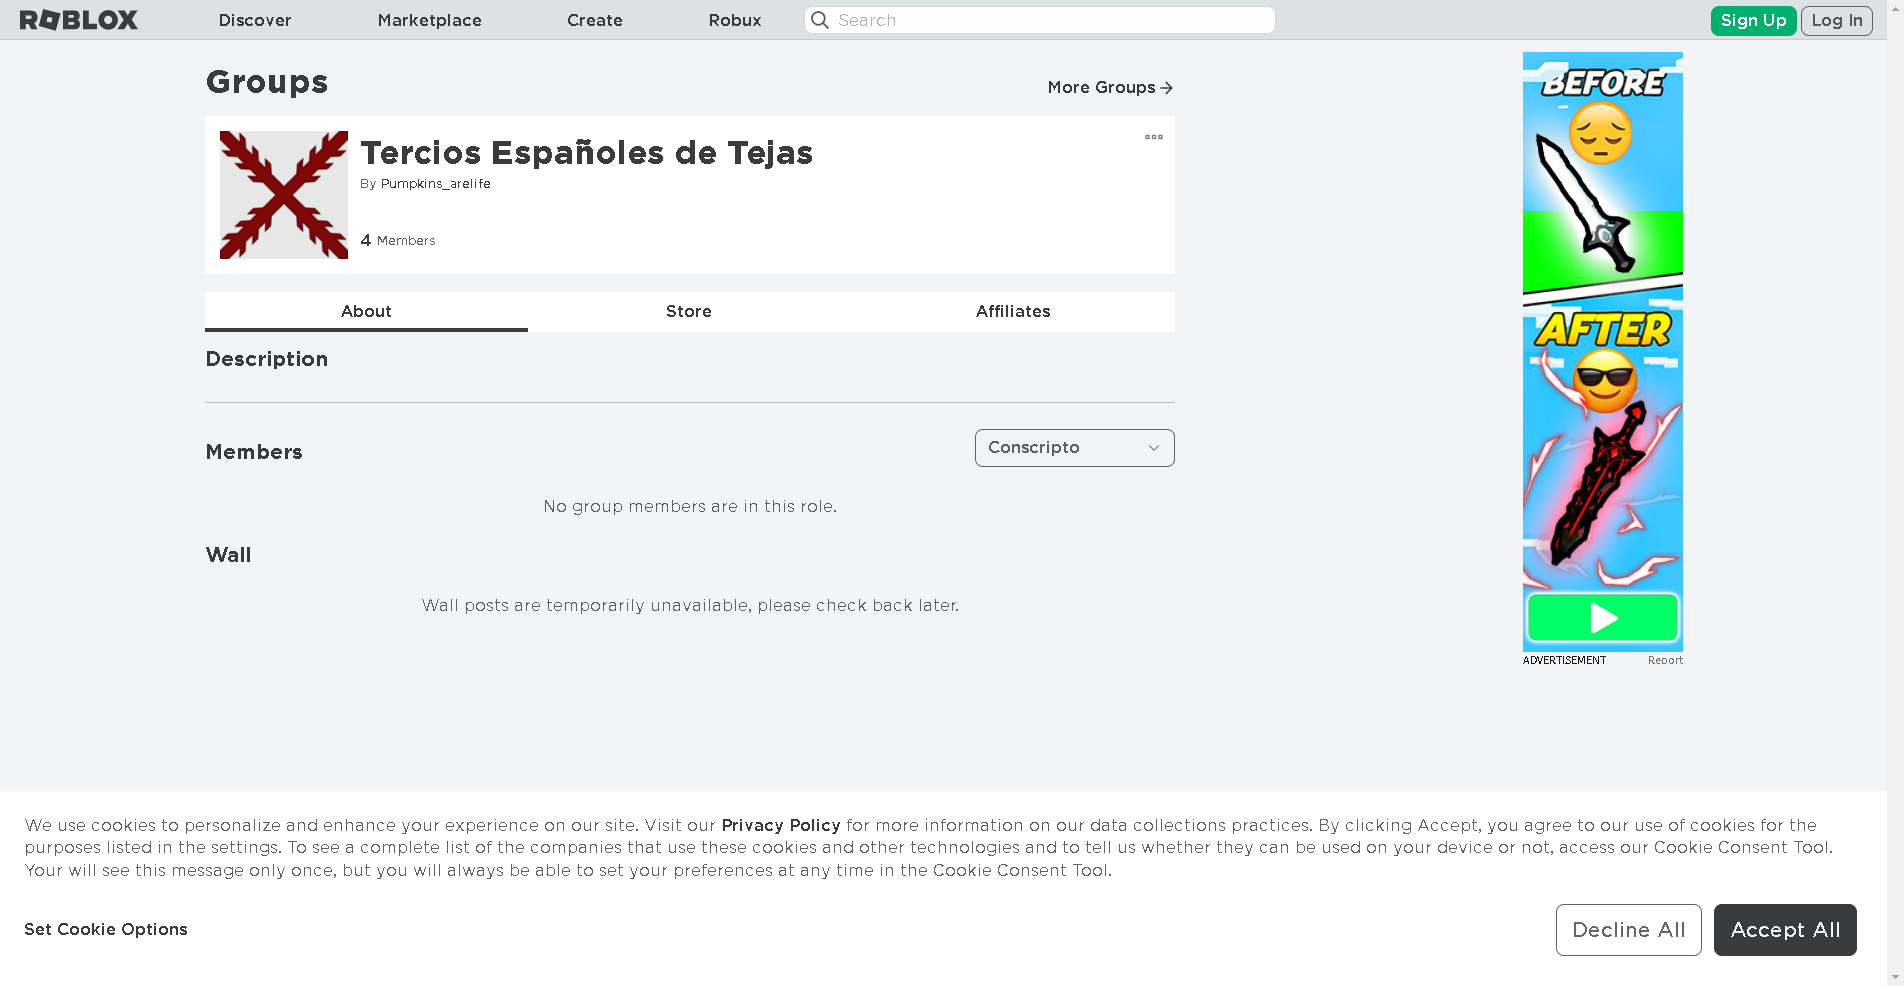 ROBLOX Discover Marketplace Create Robux Search Sign Up Log In
Groups
More Groups
Tercios Españoles de Tejas
By Pumpkins_arelife
4 Members
About Store Affiliates
Description
Members
Conscripto
No group members are in this role.
Wall
Wall posts are temporarily unavailable, please check back later.
BEFORE
AFTER
ADVERTISEMENT Report
We use cookies to personalize and enhance your experience on our site. Visit our Privacy Policy for more information on our data collections practices. By clicking Accept, you agree to our use of cookies for the
purposes listed in the settings. To see a complete list of the companies that use these cookies and other technologies and to tell us whether they can be used on your device or not, access our Cookie Consent Tool.
Your will see this message only once, but you will always be able to set your preferences at any time in the Cookie Consent Tool.
Set Cookie Options
Decline All
Accept All